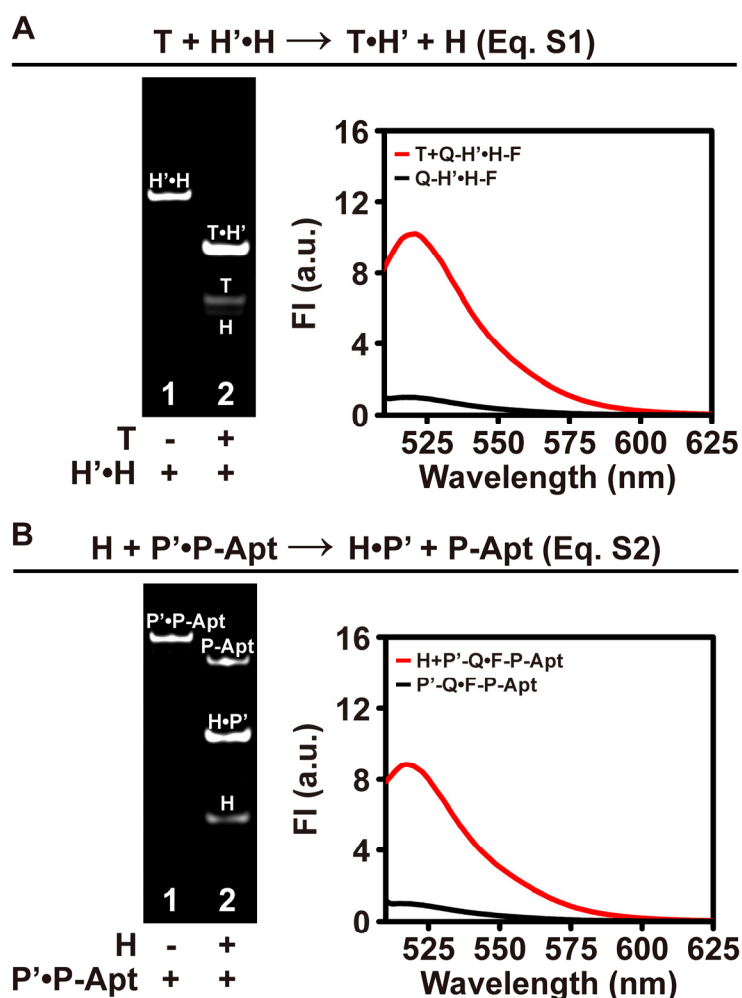 A
T + H'•H → T•H' + H (Eq. S1)
H'•H
T•H'
T
H
1 2
T - +
H'•H + +
16
12
8
4
0
FI (a.u.)
T+Q-H'•H-F
Q-H'•H-F
525 550 575 600 625
Wavelength (nm)
B
H + P'•P-Apt → H•P' + P-Apt (Eq. S2)
P'•P-Apt
P-Apt
H•P'
H
1 2
H - +
P'•P-Apt + +
16
12
8
4
0
FI (a.u.)
H+P'-Q•F-P-Apt
P'-Q•F-P-Apt
525 550 575 600 625
Wavelength (nm)